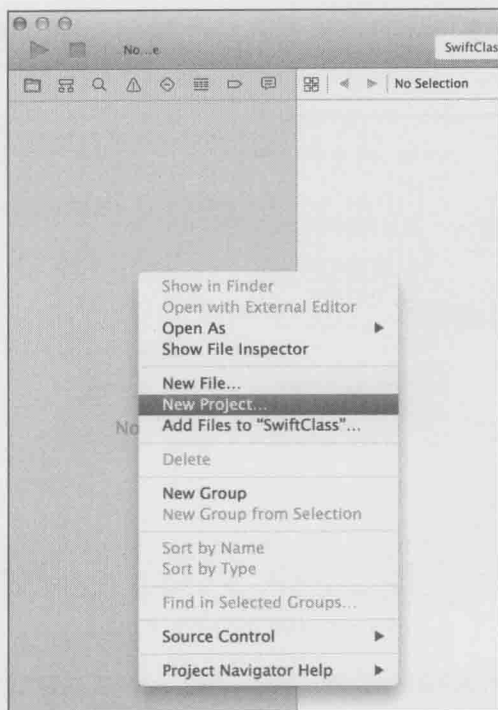 No...e
SwiftClas
No Selection
Show in Finder
Open with External Editor
Open As
Show File Inspector
New File...
New Project...
No
Add Files to “SwiftClass”...
Delete
New Group
New Group from Selection
Sort by Name
Sort by Type
Find in Selected Groups...
Source Control
Project Navigator Help